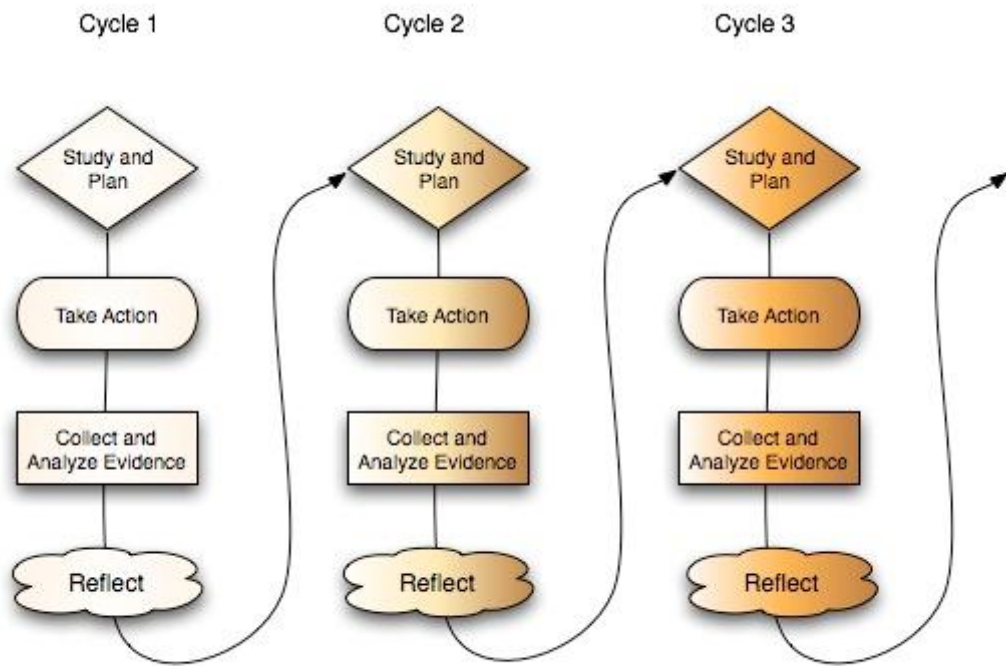 Cycle 1
Cycle 2
Cycle 3
Study and
Plan
Take Action
Collect and
Analyze Evidence
Reflect
Study and
Plan
Take Action
Collect and
Analyze Evidence
Reflect
Study and
Plan
Take Action
Collect and
Analyze Evidence
Reflect